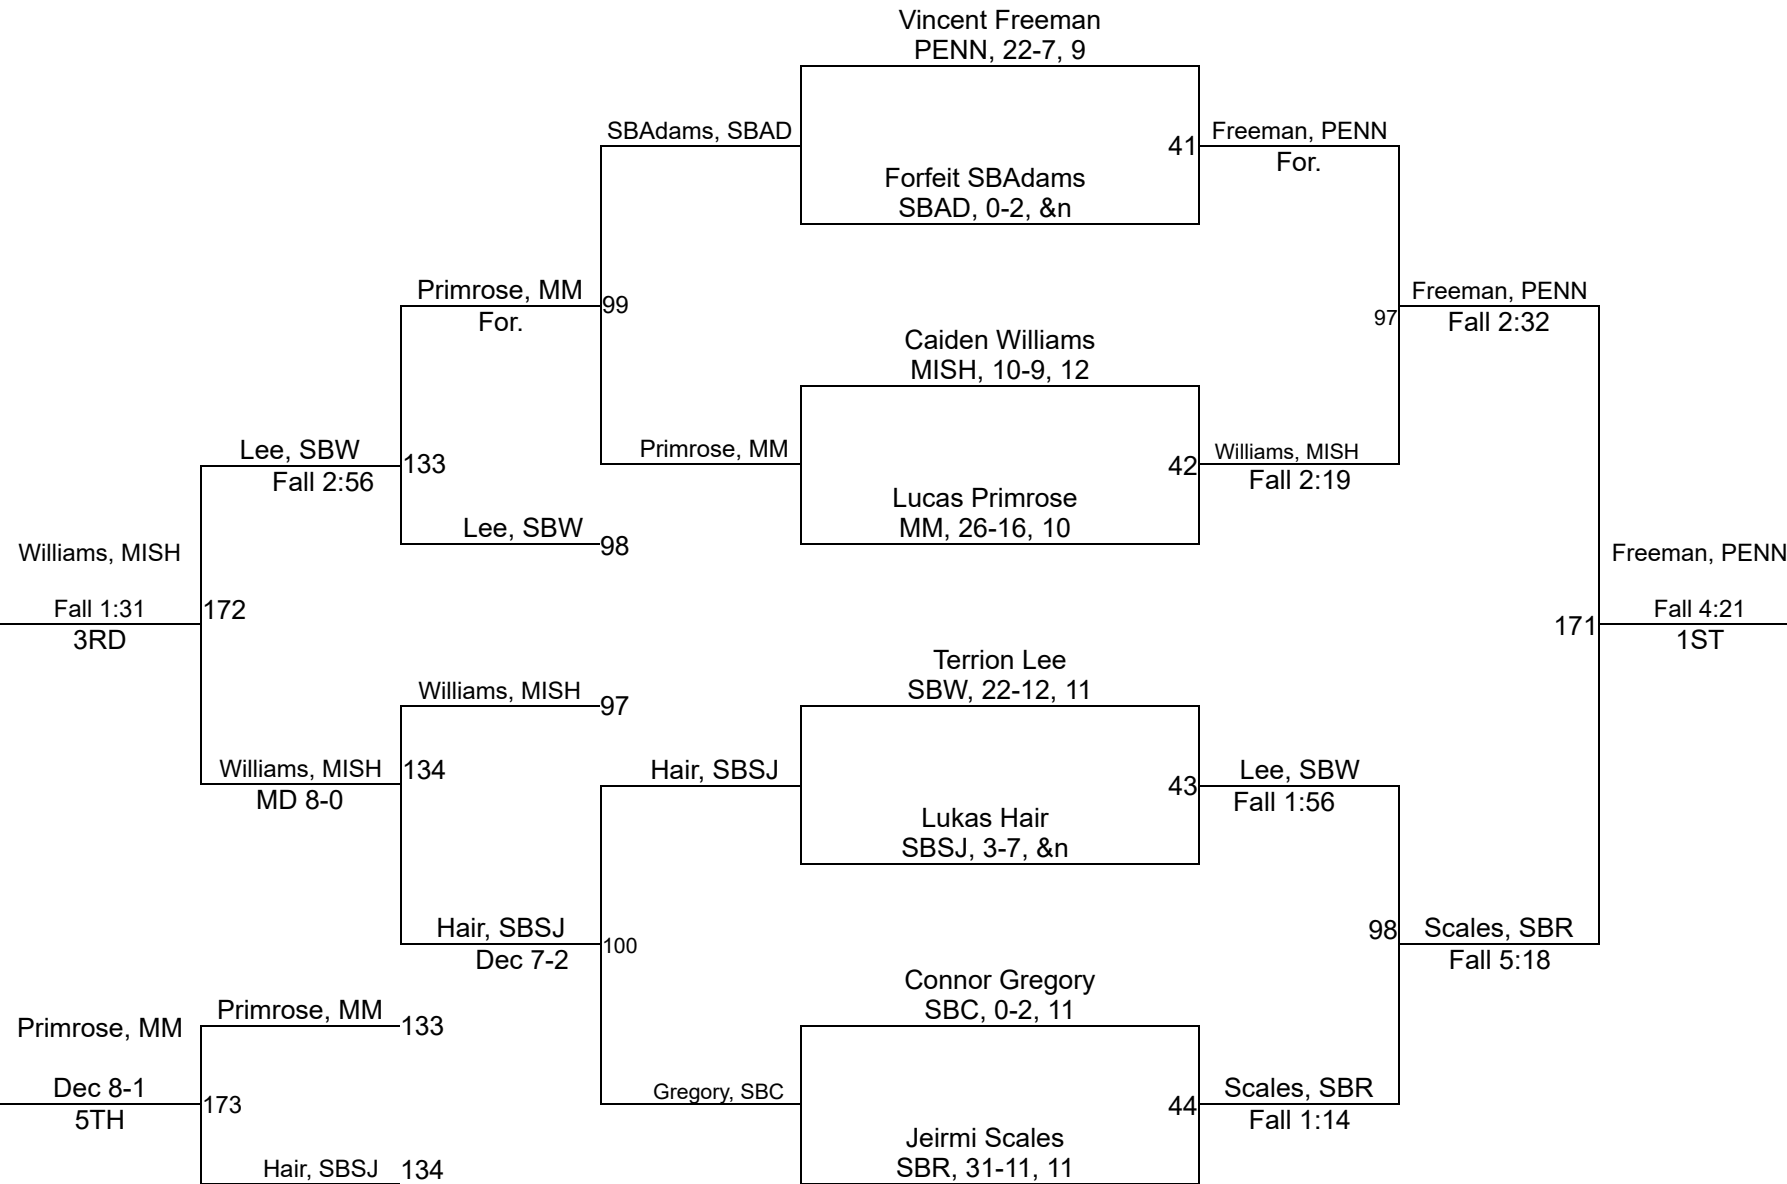 Vincent Freeman
PENN, 22-7, 9
SBAdams, SBAD
41
Freeman, PENN
For.
Forfeit SBAdams
SBAD, 0-2, &n
Primrose, MM
For.
99
Freeman, PENN
Fall 2:32
97
Caiden Williams
MISH, 10-9, 12
Lee, SBW
Fall 2:56
133
Primrose, MM
42
Williams, MISH
Fall 2:19
Lucas Primrose
MM, 26-16, 10
Lee, SBW
98
Williams, MISH
Fall 1:31
3RD
172
Freeman, PENN
Fall 4:21
1ST
171
Terrion Lee
SBW, 22-12, 11
Williams, MISH
97
Williams, MISH
MD 8-0
134
Hair, SBSJ
43
Lee, SBW
Fall 1:56
Lukas Hair
SBSJ, 3-7, &n
Hair, SBSJ
Dec 7-2
100
98
Scales, SBR
Fall 5:18
Connor Gregory
SBC, 0-2, 11
Primrose, MM
Primrose, MM
133
Dec 8-1
5TH
173
Gregory, SBC
44
Scales, SBR
Fall 1:14
Jeirmi Scales
SBR, 31-11, 11
Hair, SBSJ
134